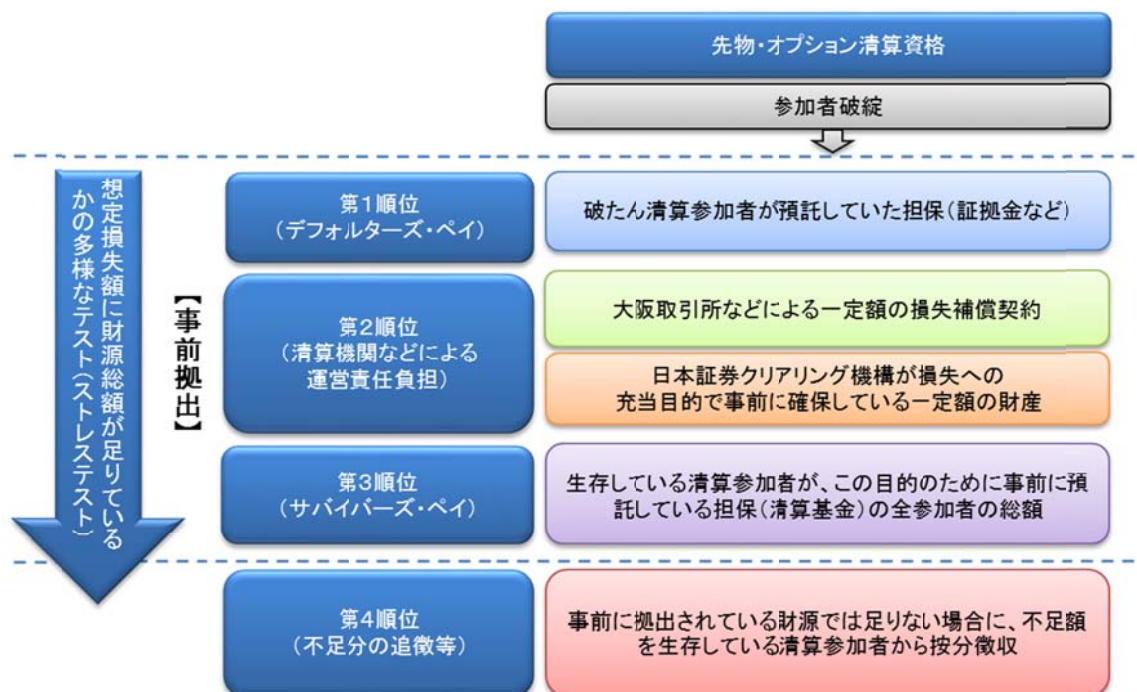 先物・オプション清算資格
参加者破綻
想定損失額に財源総額が足りている
かの多様なテスト(ストレステスト)
【事前拠出】
第1順位
(デフォルターズ・ペイ)
破たん清算参加者が預託していた担保(証拠金など)
第2順位
(清算機関などによる
運営責任負担)
大阪取引所などによる一定額の損失補償契約
日本証券クリアリング機構が損失への
充当目的で事前に確保している一定額の財産
第3順位
(サバイバーズ・ペイ)
生存している清算参加者が、この目的のために事前に預
託している担保(清算基金)の全参加者の総額
第4順位
(不足分の追徴等)
事前に拠出されている財源では足りない場合に、不足額
を生存している清算参加者から按分徴収